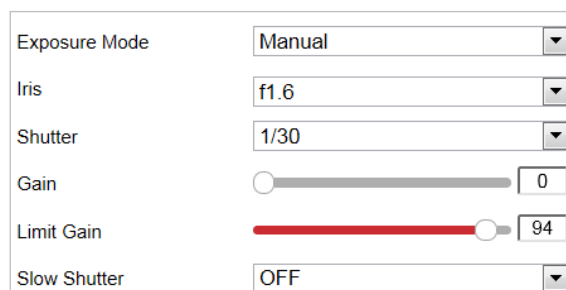 Exposure Mode Manual
Iris f1.6
Shutter 1/30
Gain 0
Limit Gain 94
Slow Shutter OFF